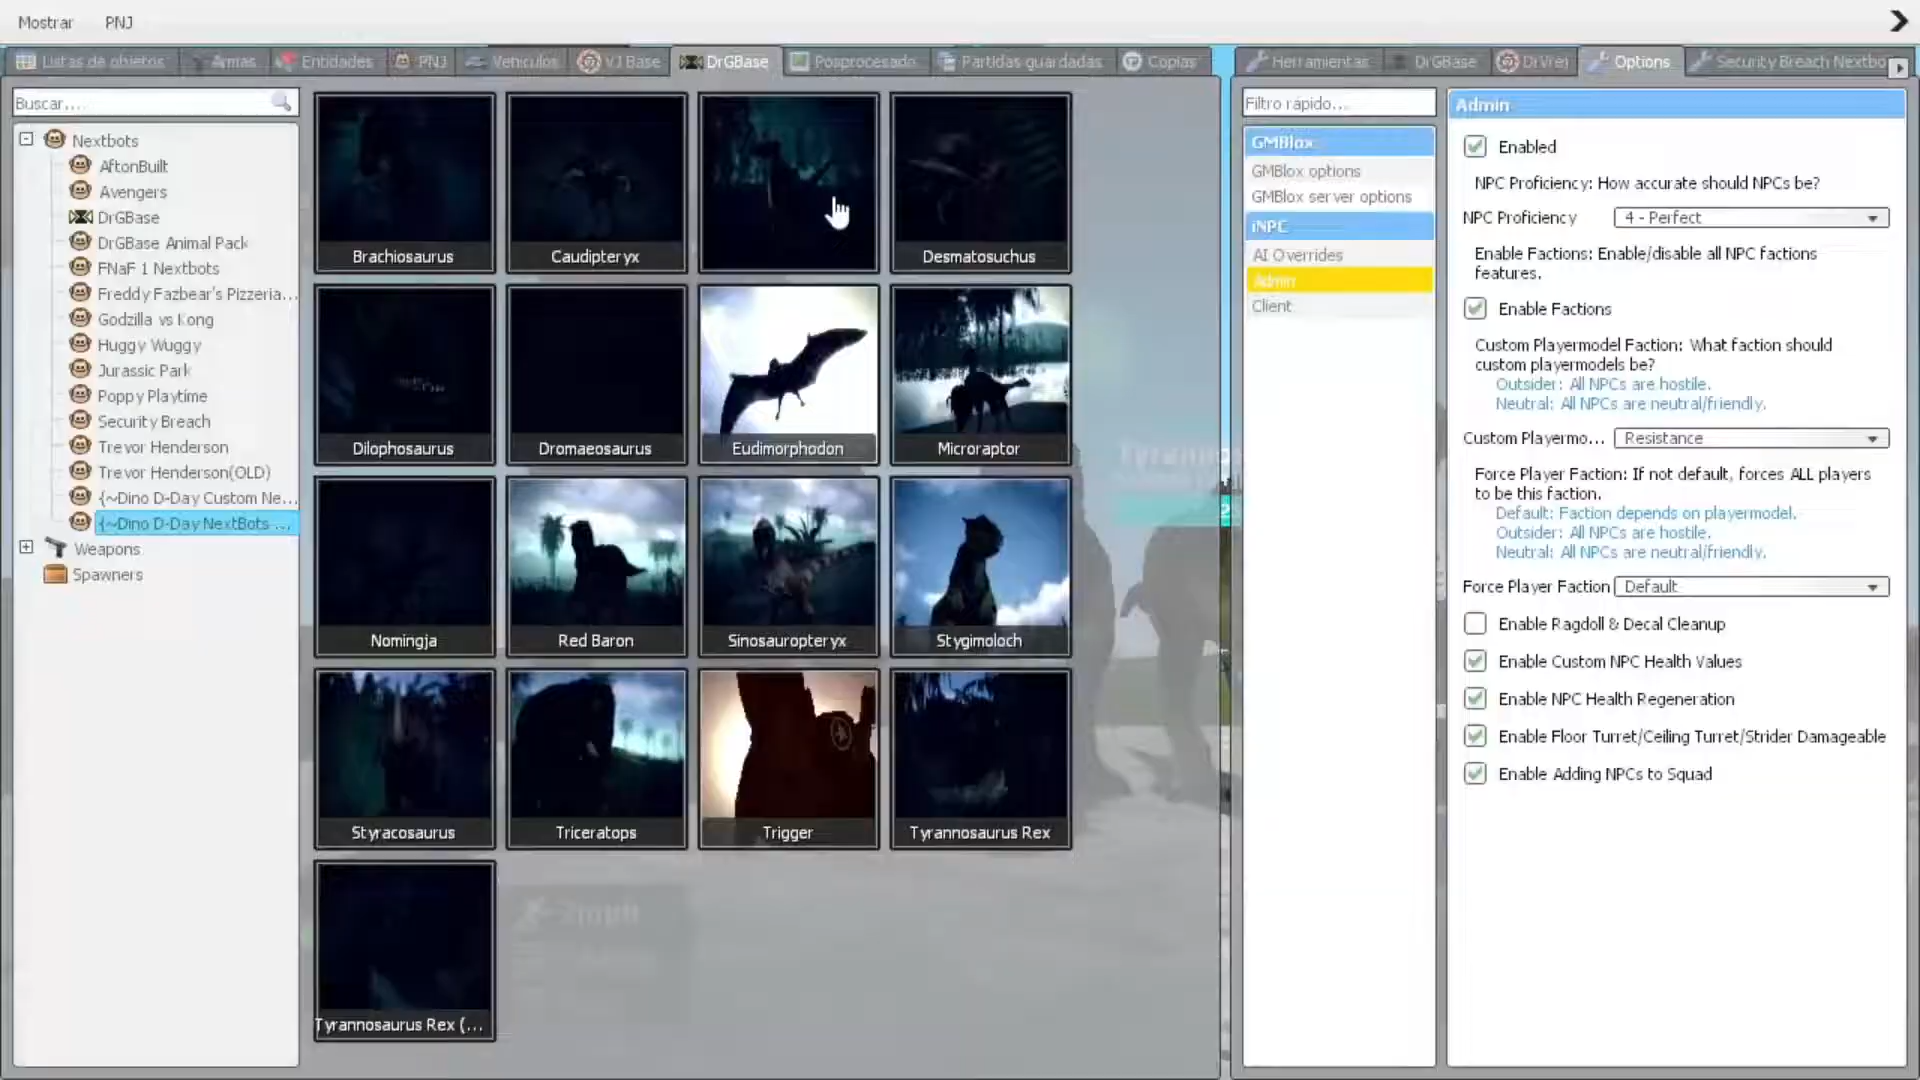 Mostrar PNJ
Listas de objetos Armas Entidades PNJ Vehículos VJ Base DrGBase Posprocesado Partidas guardadas Copias
Herramientas DrGBase DrVrej Options Security Breach Nextbo
Buscar....
Nextbots
AftonBuilt
Avengers
DrGBase
DrGBase Animal Pack
FNaF 1 Nextbots
Freddy Fazbear's Pizzeria...
Godzilla vs Kong
Huggy Wuggy
Jurassic Park
Poppy Playtime
Security Breach
Trevor Henderson
Trevor Henderson(OLD)
{~Dino D-Day Custom Ne...
{~Dino D-Day NextBots ...
Weapons
Spawners
Brachiosaurus
Caudipteryx
Desmatosuchus
Dilophosaurus
Dromaeosaurus
Eudimorphodon
Microraptor
Nomingia
Red Baron
Sinosauropteryx
Stygimoloch
Styracosaurus
Triceratops
Trigger
Tyrannosaurus Rex
Tyrannosaurus Rex (...
Filtro rápido...
GMBlox
GMBlox options
GMBlox server options
iNPC
AI Overrides
Admin
Client
Admin
Enabled
NPC Proficiency: How accurate should NPCs be?
NPC Proficiency 4 - Perfect
Enable Factions: Enable/disable all NPC factions
features.
Enable Factions
Custom Playermodel Faction: What faction should
custom playermodels be?
Outsider: All NPCs are hostile.
Neutral: All NPCs are neutral/friendly.
Custom Playermo... Resistance
Force Player Faction: If not default, forces ALL players
to be this faction.
Default: Faction depends on playermodel.
Outsider: All NPCs are hostile.
Neutral: All NPCs are neutral/friendly.
Force Player Faction Default
Enable Ragdoll & Decal Cleanup
Enable Custom NPC Health Values
Enable NPC Health Regeneration
Enable Floor Turret/Ceiling Turret/Strider Damageable
Enable Adding NPCs to Squad